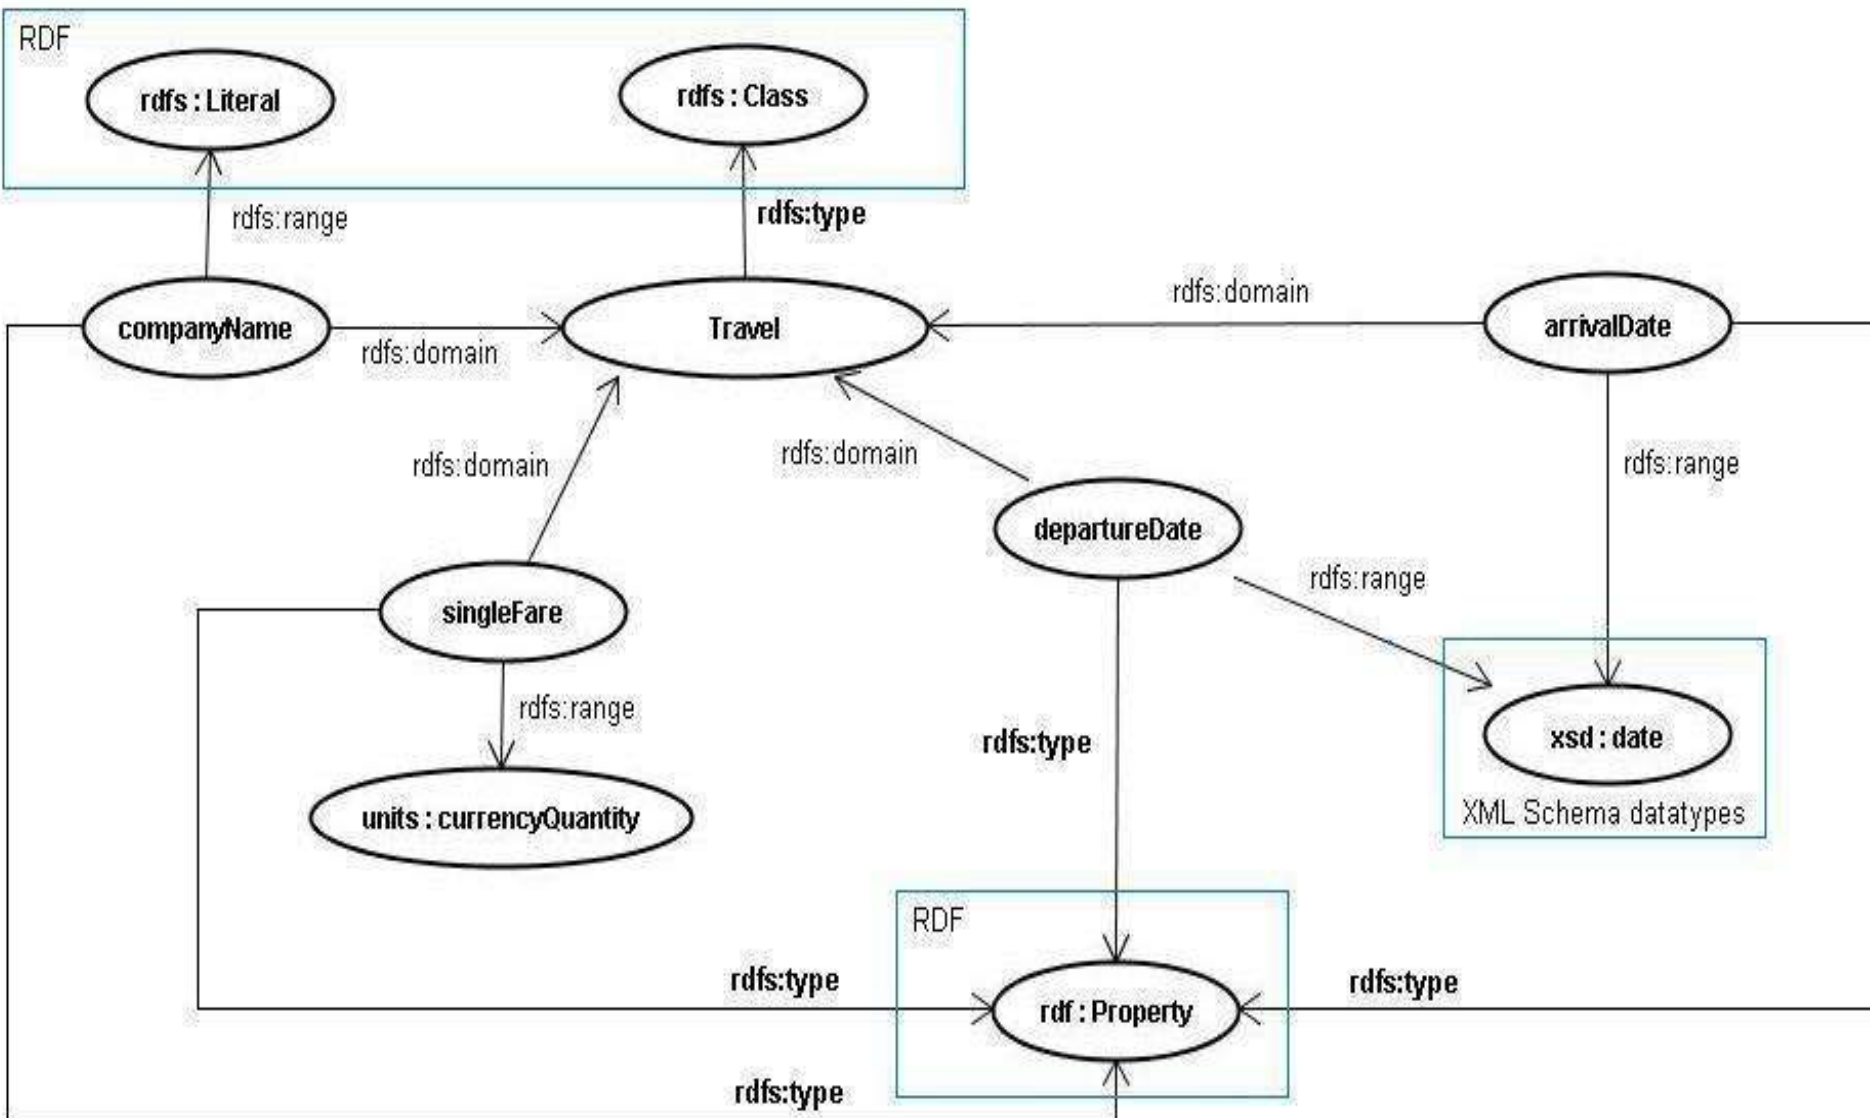 RDF
rdfs : Literal
rdfs : Class
rdfs:range
rdfs:type
companyName
rdfs:domain
Travel
rdfs:domain
arrivalDate
rdfs:domain
rdfs:domain
rdfs:range
departureDate
rdfs:range
singleFare
rdfs:range
rdfs:type
xsd : date
XML Schema datatypes
units : currencyQuantity
RDF
rdfs:type
rdf : Property
rdfs:type
rdfs:type